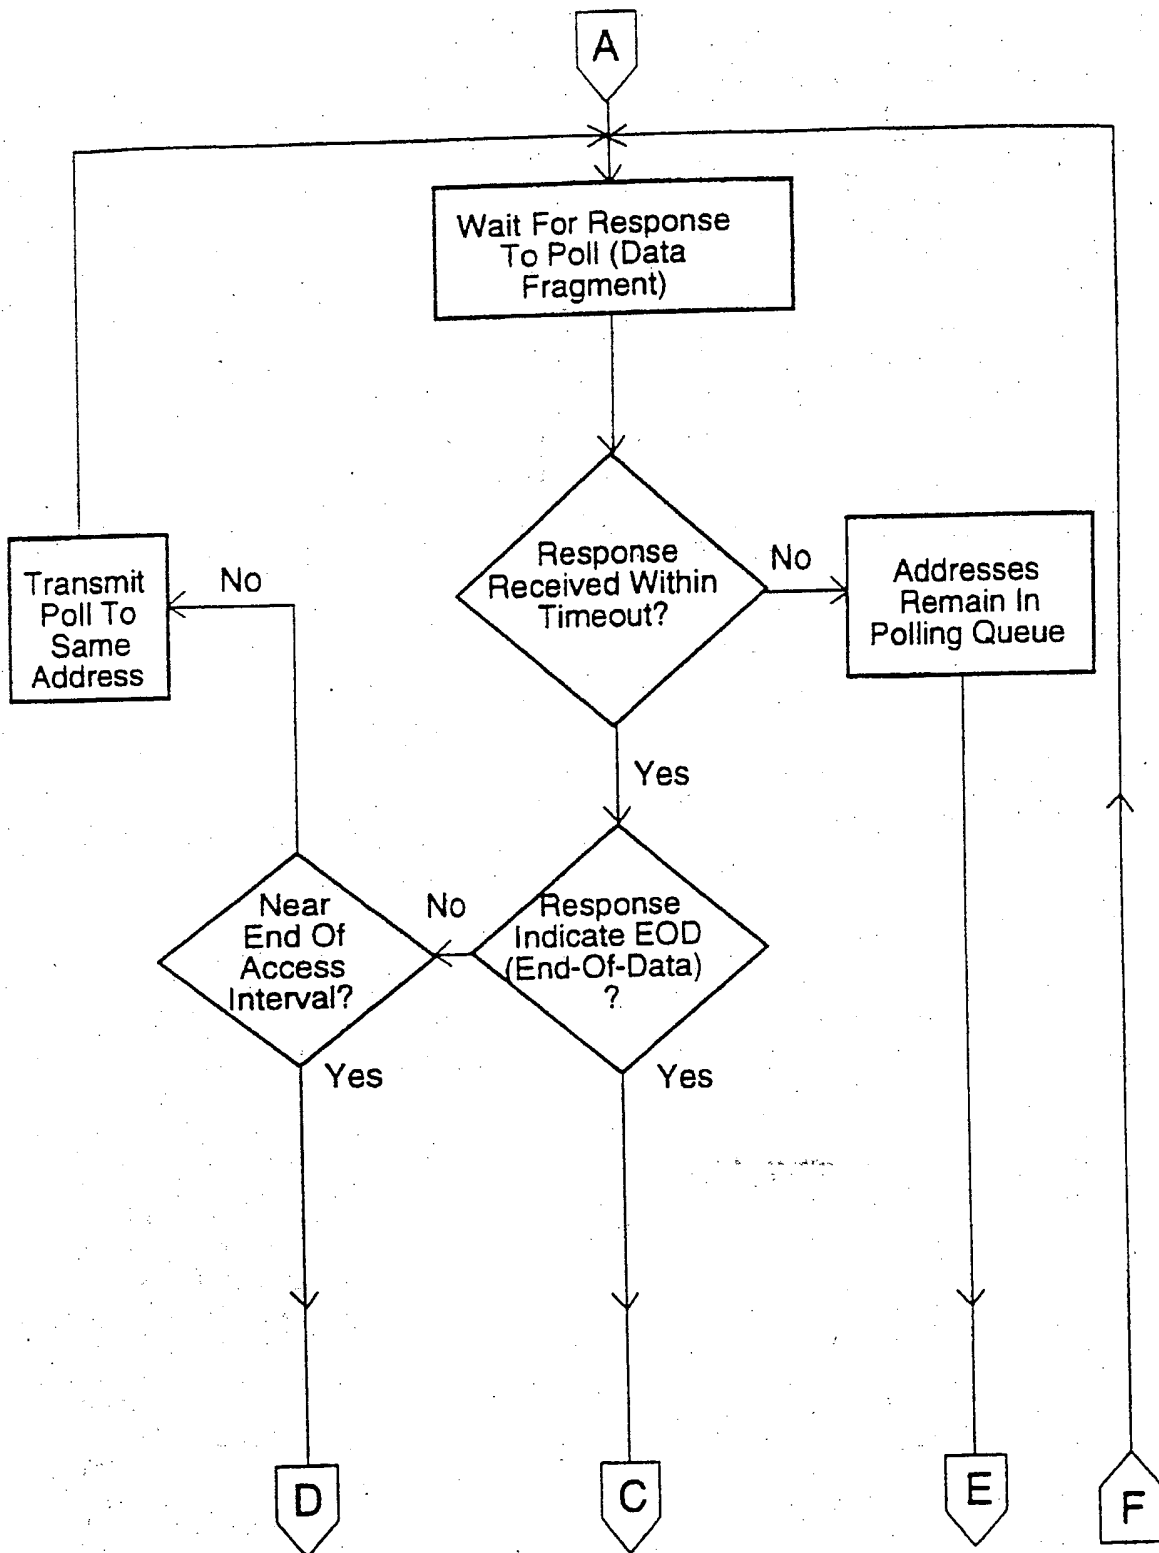 A
Wait For Response
To Poll (Data
Fragment)
Response
Received Within
Timeout?
No
Addresses
Remain In
Polling Queue
Transmit
Poll To
Same
Address
No
Yes
Near
End Of
Access
Interval?
No
Response
Indicate EOD
(End-Of-Data)
?
Yes
Yes
D
C
E
F